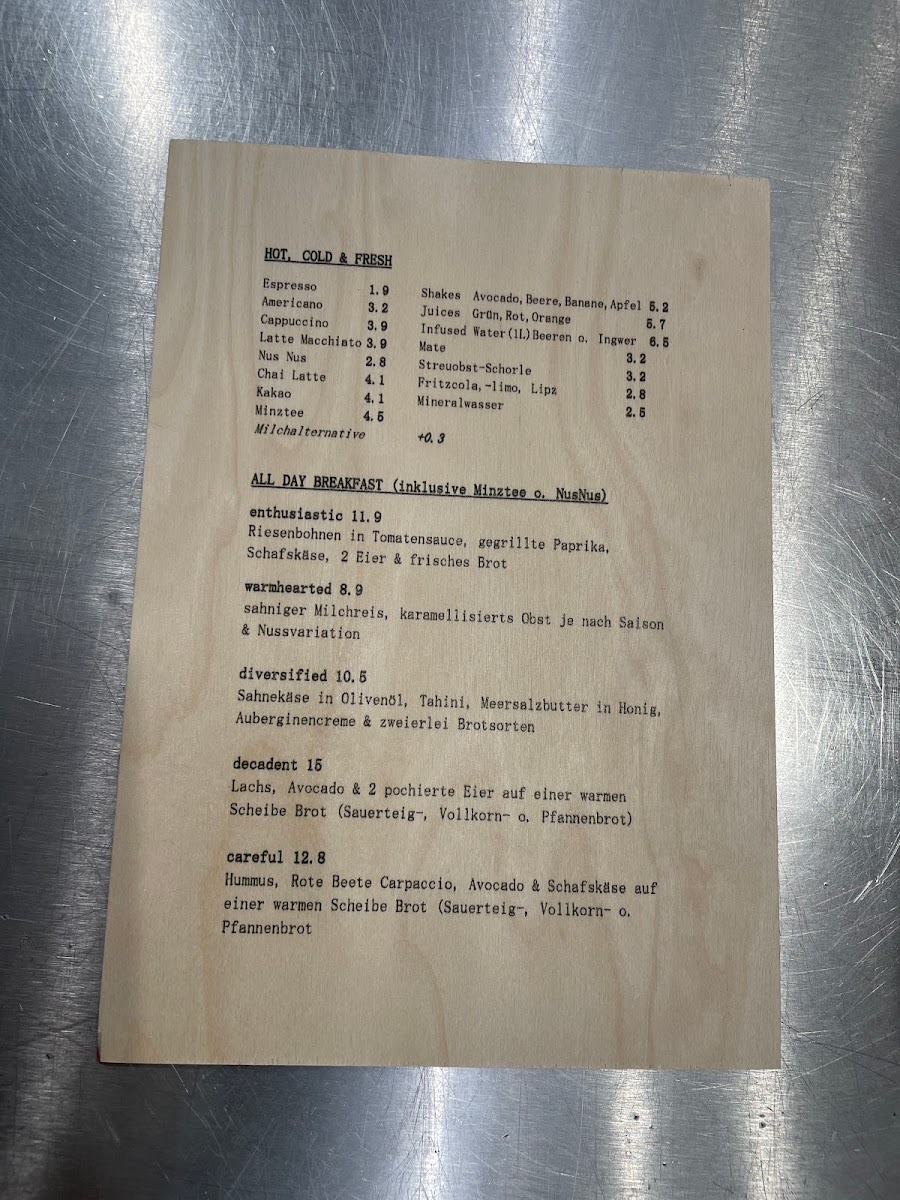 HOT, COLD & FRESH
Espresso 1.9
Americano 3.2
Cappuccino 3.9
Latte Macchiato 3.9
Nus Nus 2.8
Chai Latte 4.1
Kakao 4.1
Minztee 4.5
Milchalternative +0.3
Shakes Avocado, Beere, Banane, Apfel 5.2
Juices Grün, Rot, Orange 5.7
Infused Water(1L)Beeren o. Ingwer 6.5
Mate 3.2
Streuobst-Schorle 3.2
Fritzcola, -limo, Lipz 2.8
Mineralwasser 2.5
ALL DAY BREAKFAST (inklusive Minztee o. NusNus)
enthusiastic 11.9
Riesenbohnen in Tomatensauce, gegrillte Paprika,
Schafskäse, 2 Eier & frisches Brot
warmhearted 8.9
sahniger Milchreis, karamellisierts Obst je nach Saison
& Nussvariation
diversified 10.5
Sahnekäse in Olivenöl, Tahini, Meersalzbutter in Honig,
Auberginencreme & zweierlei Brotsorten
decadent 15
Lachs, Avocado & 2 pochierte Eier auf einer warmen
Scheibe Brot (Sauerteig-, Vollkorn- o. Pfannenbrot)
careful 12.8
Hummus, Rote Beete Carpaccio, Avocado & Schafskäse auf
einer warmen Scheibe Brot (Sauerteig-, Vollkorn- o.
Pfannenbrot